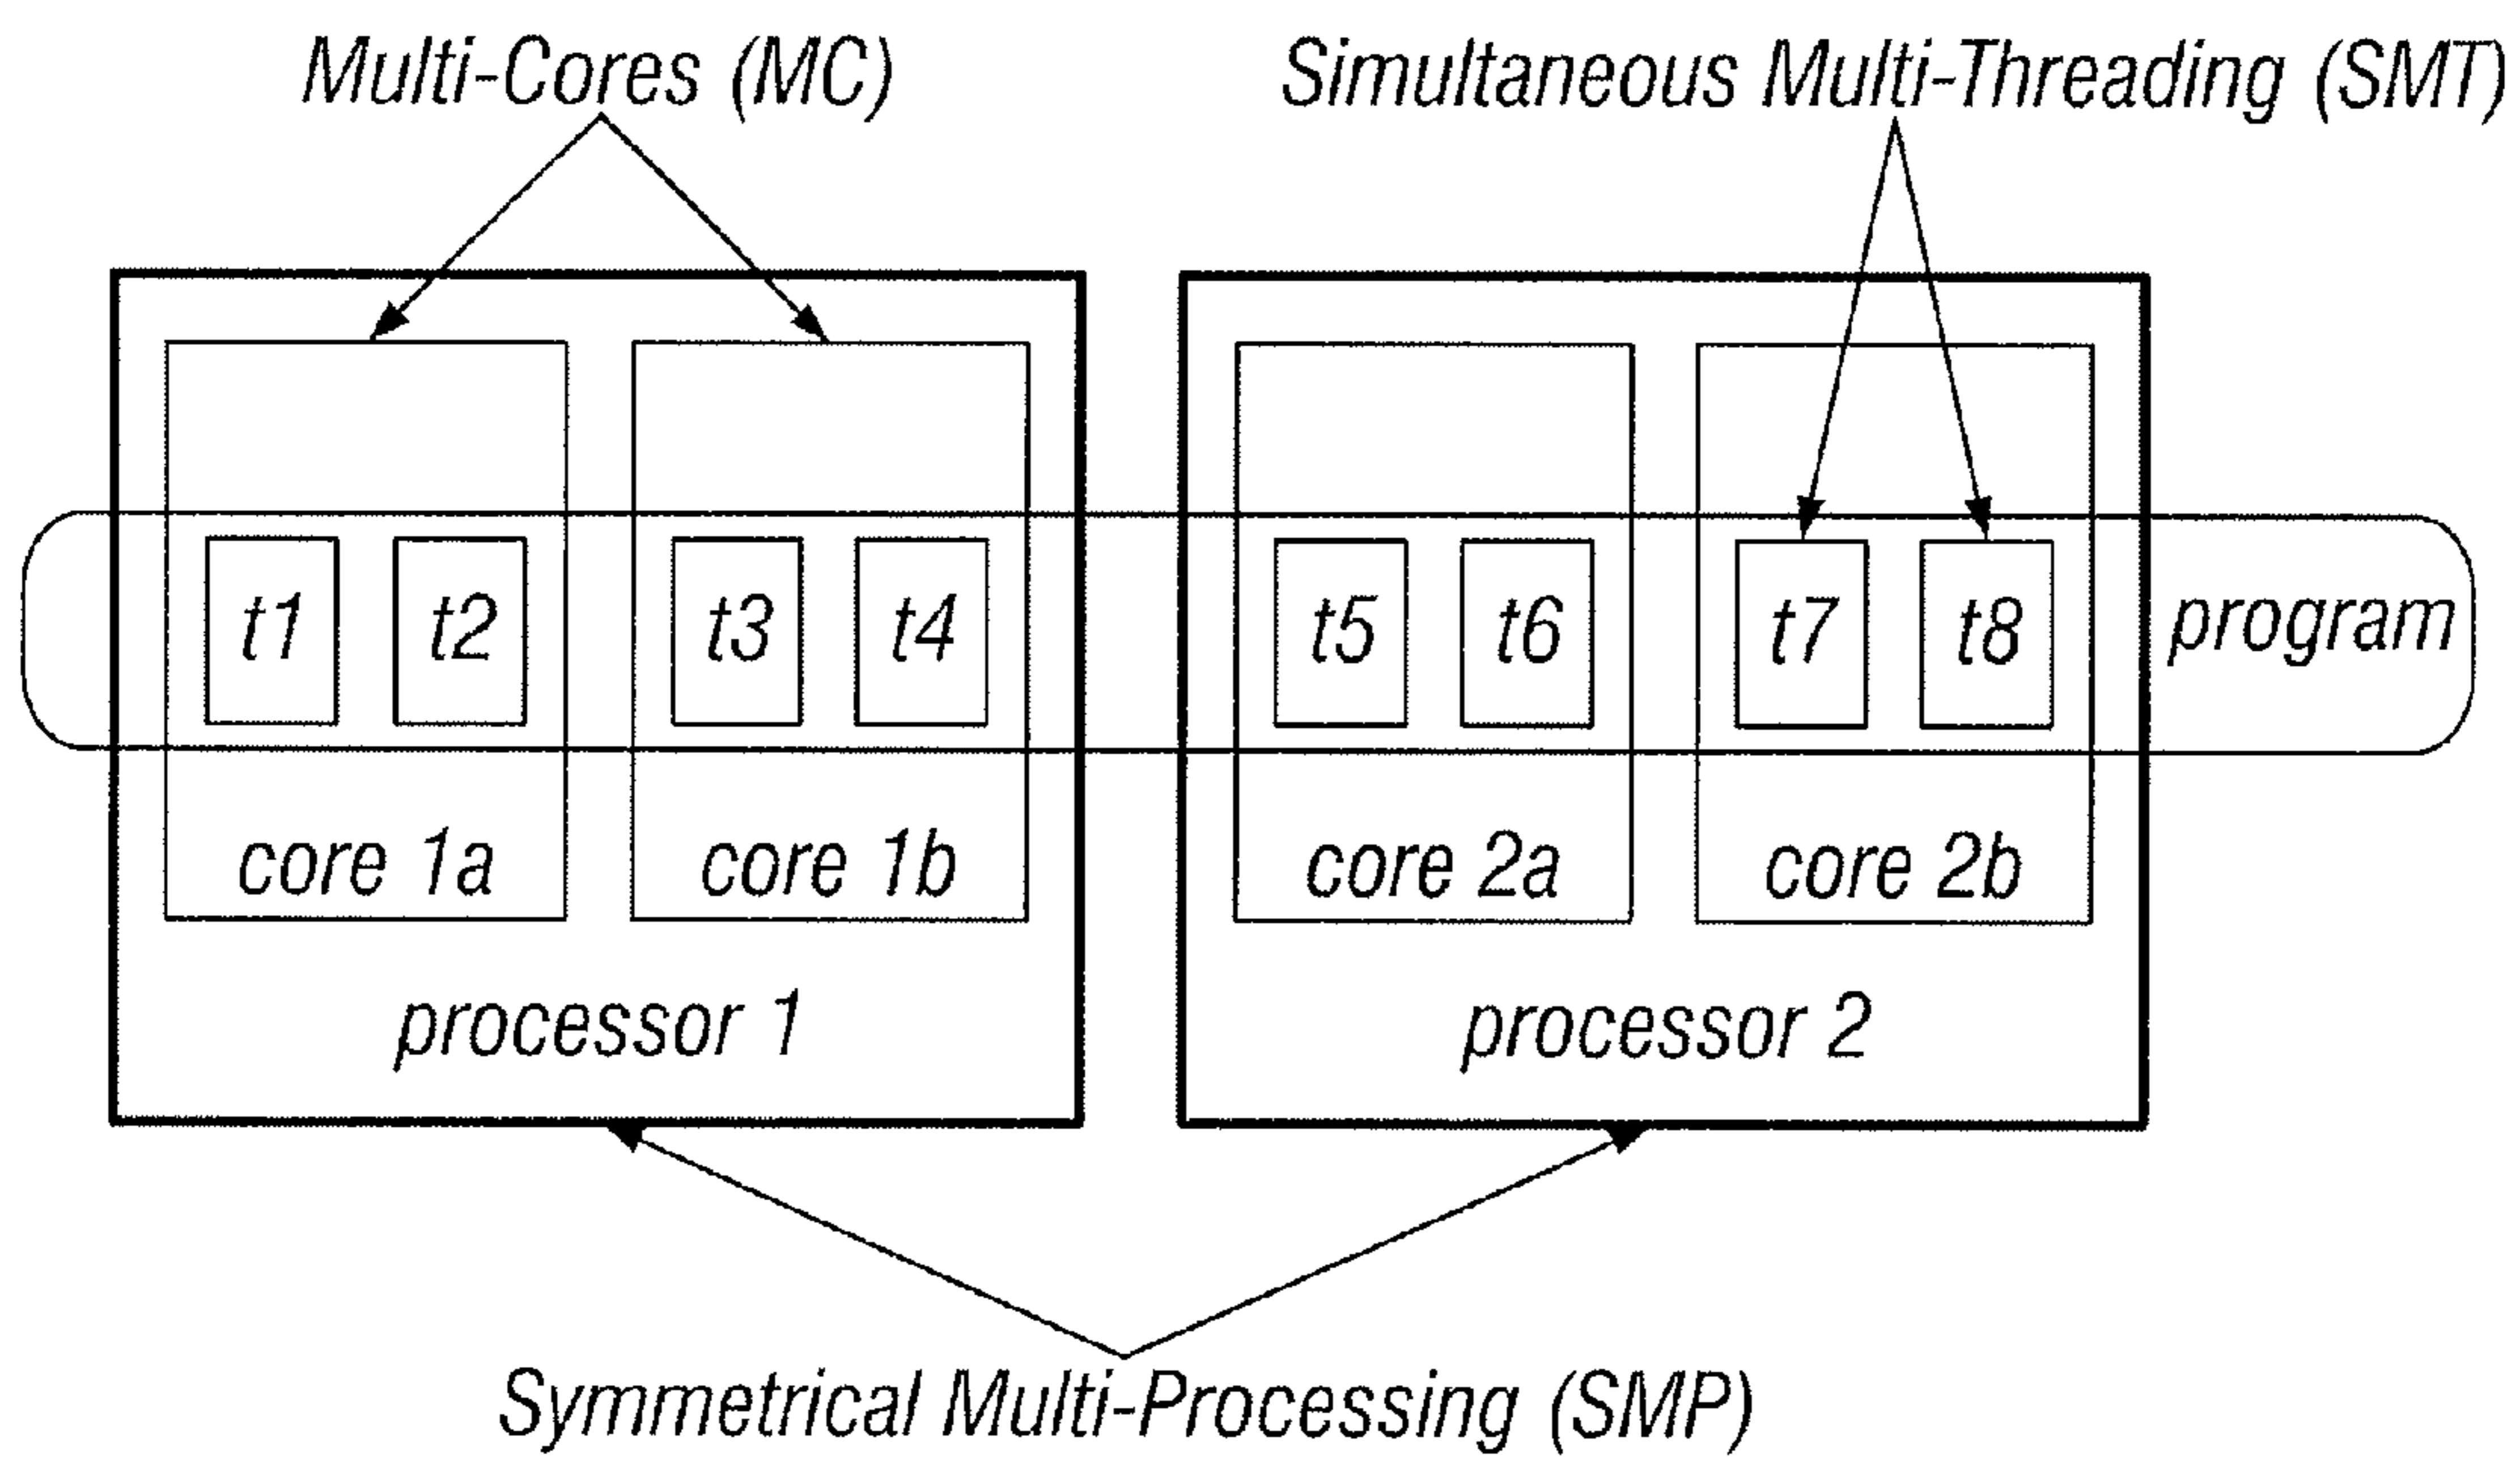 Multi-Cores (MC)
Simultaneous Multi-Threading (SMT)
t1 t2 t3 t4 t5 t6 t7 t8 program
core 1a core 1b core 2a core 2b
processor 1 processor 2
Symmetrical Multi-Processing (SMP)